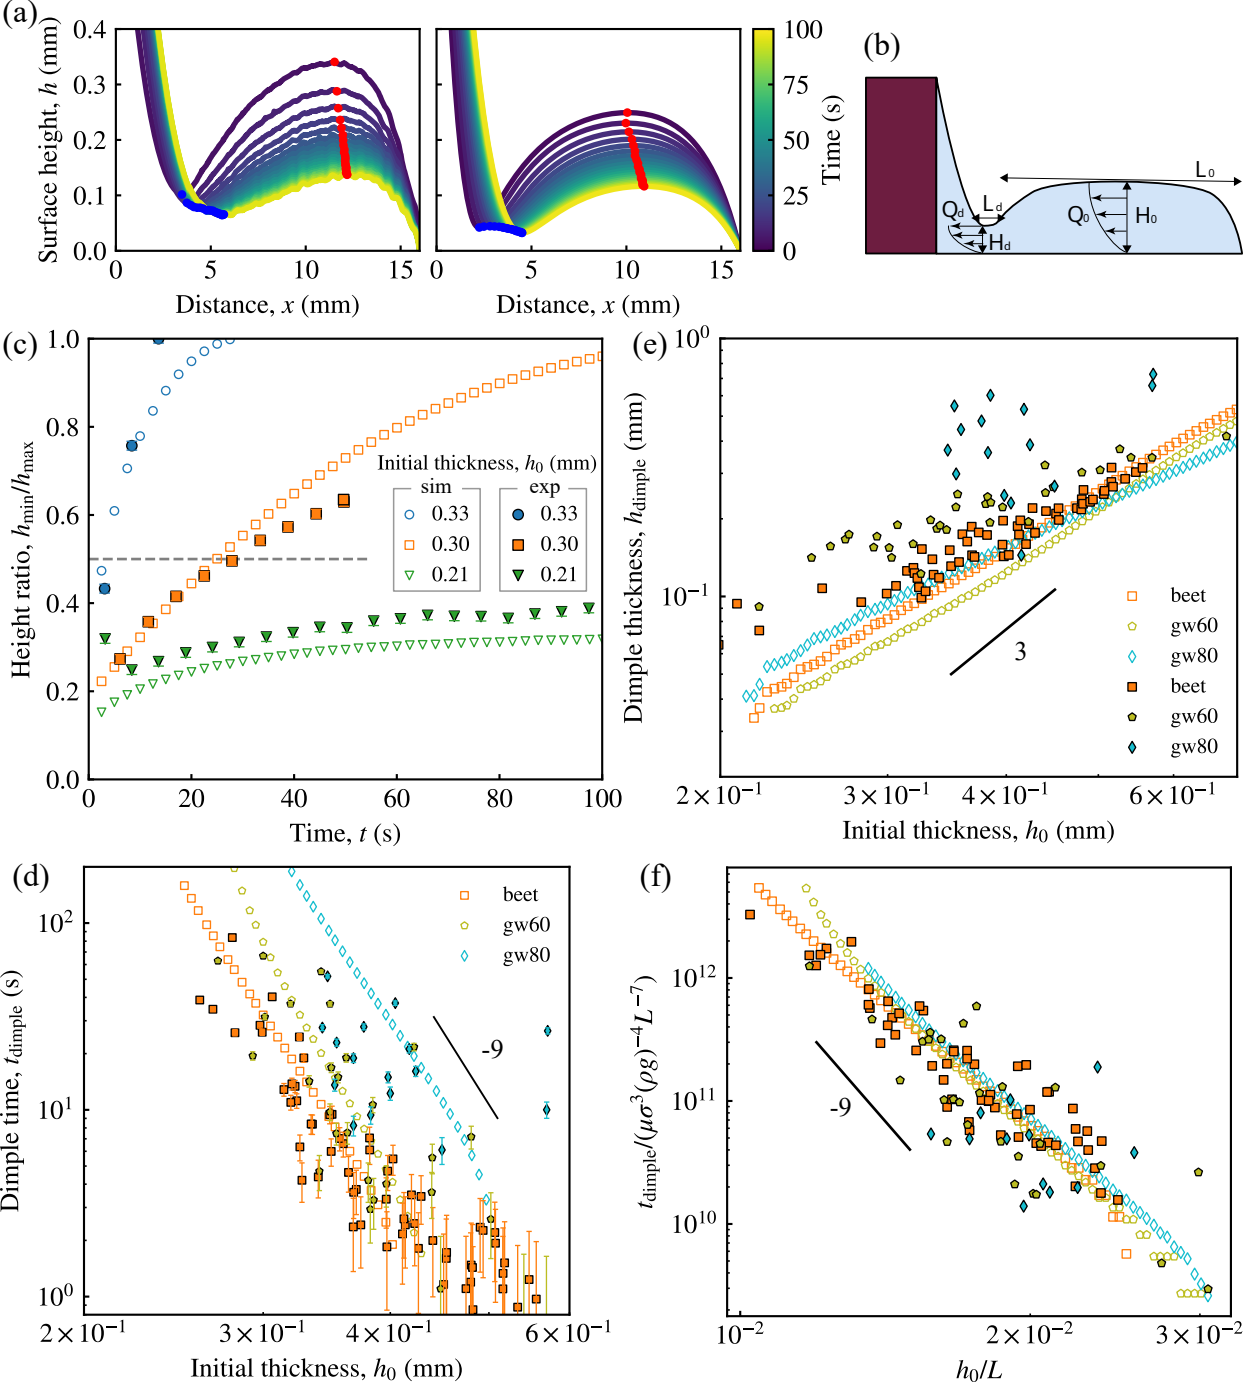 (a)
0.4
0.3
0.2
0.1
0.0
Surface height, h (mm)
0
5
10
15
Distance, x (mm)
0
5
10
15
Distance, x (mm)
100
75
50
25
0
Time (s)
(b)
L₀
L_d
Q_d
H_d
Q₀
H₀
(c)
1.0
0.8
0.6
0.4
0.2
0.0
Height ratio, h_min/h_max
0
20
40
60
80
100
Time, t (s)
Initial thickness, h₀ (mm)
sim
exp
0.33
0.33
0.30
0.30
0.21
0.21
(e)
10⁰
10⁻¹
Dimple thickness, h_dimple (mm)
3
beet
gw60
gw80
beet
gw60
gw80
2×10⁻¹
3×10⁻¹
4×10⁻¹
6×10⁻¹
Initial thickness, h₀ (mm)
(d)
10²
10¹
10⁰
Dimple time, t_dimple (s)
beet
gw60
gw80
-9
2×10⁻¹
3×10⁻¹
4×10⁻¹
6×10⁻¹
Initial thickness, h₀ (mm)
(f)
10¹²
10¹¹
10¹⁰
t_dimple/(μσ³(ρg)⁻⁴L⁻⁷)
-9
10⁻²
2×10⁻²
3×10⁻²
h₀/L